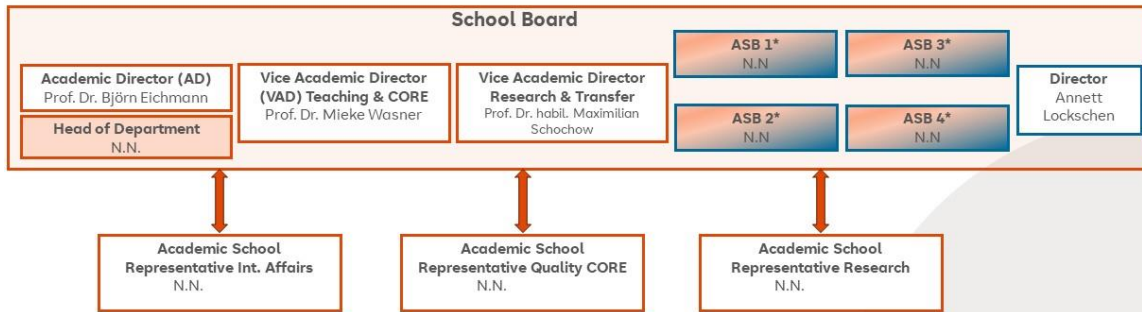 School Board
Academic Director (AD)
Prof. Dr. Björn Eichmann
Head of Department
N.N.
Vice Academic Director
(VAD) Teaching & CORE
Prof. Dr. Mieke Wasner
Vice Academic Director
Research & Transfer
Prof. Dr. habil. Maximilian
Schochow
ASB 1*
N.N
ASB 2*
N.N
ASB 3*
N.N
ASB 4*
N.N
Director
Annett
Lockschen
Academic School
Representative Int. Affairs
N.N.
Academic School
Representative Quality CORE
N.N.
Academic School
Representative Research
N.N.